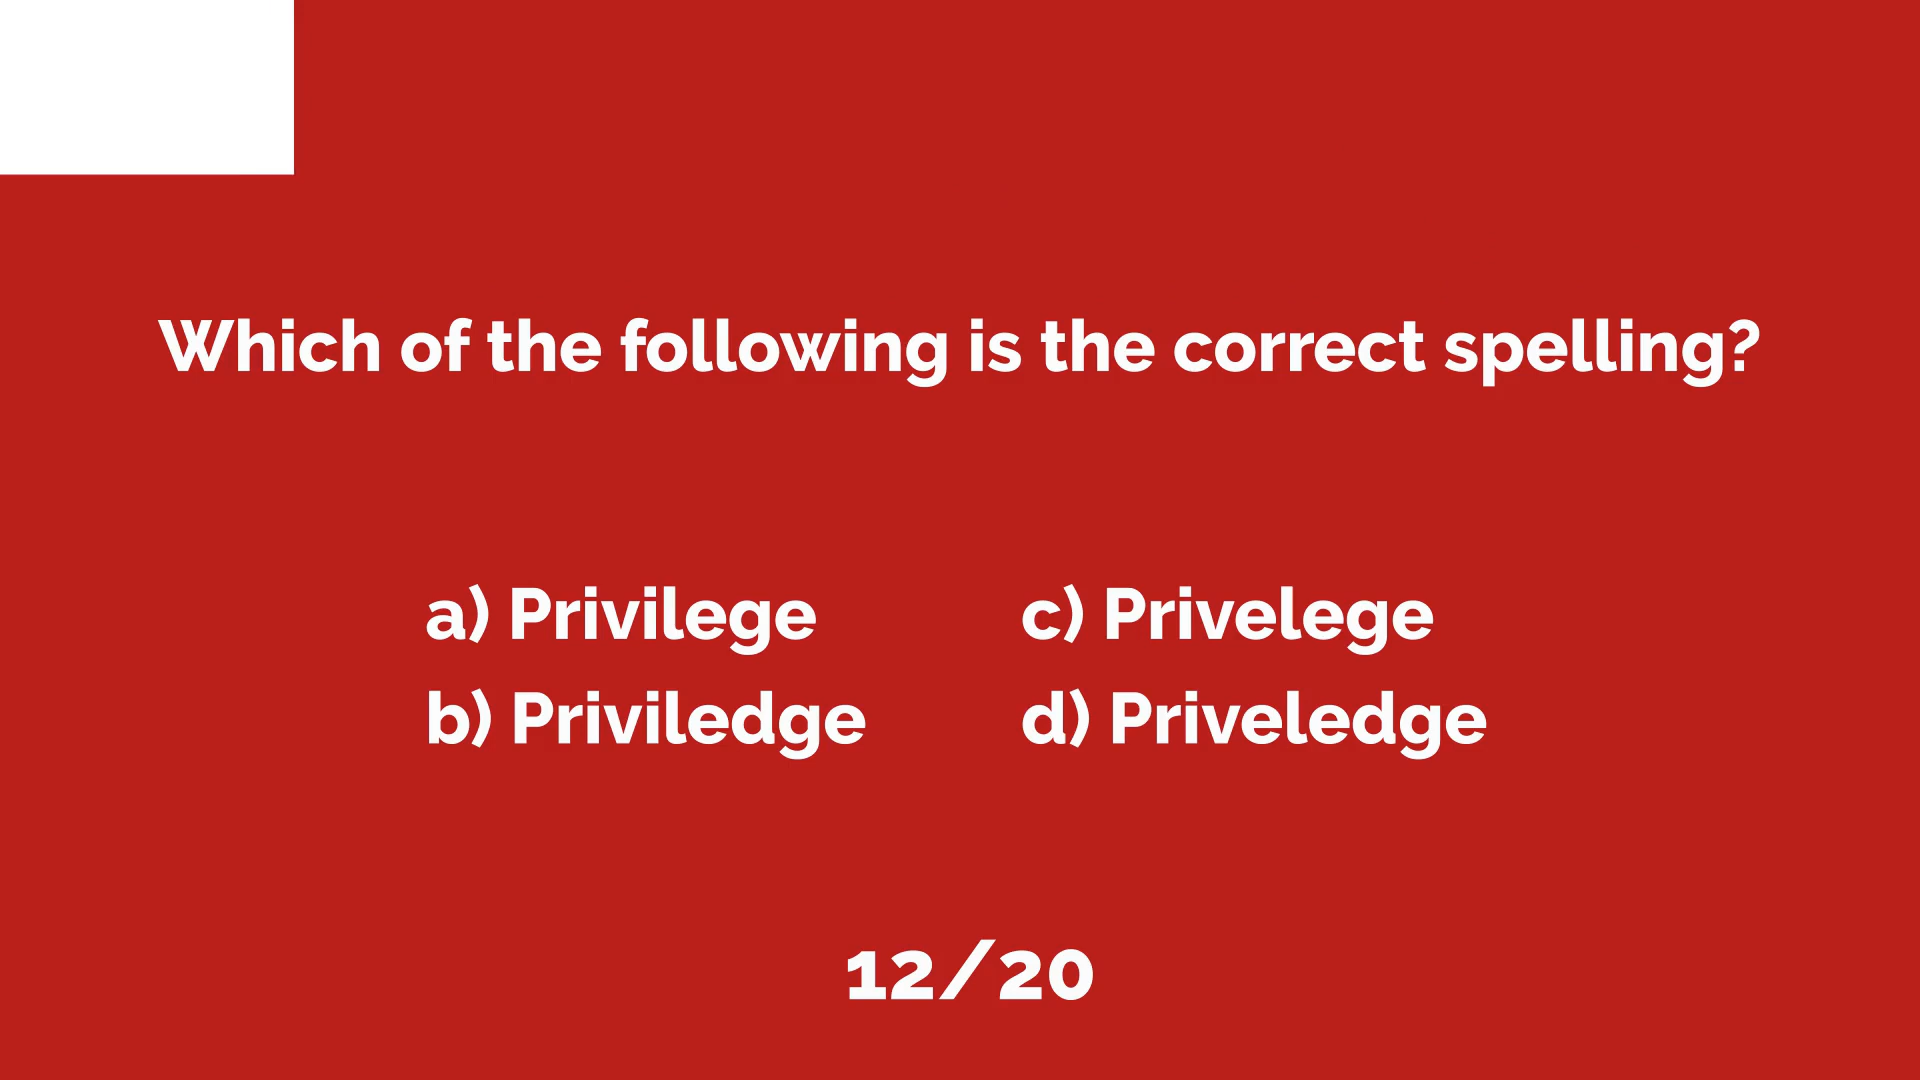 Which of the following is the correct spelling?
a) Privilege
b) Priviledge
c) Privelege
d) Priveledge
12/20